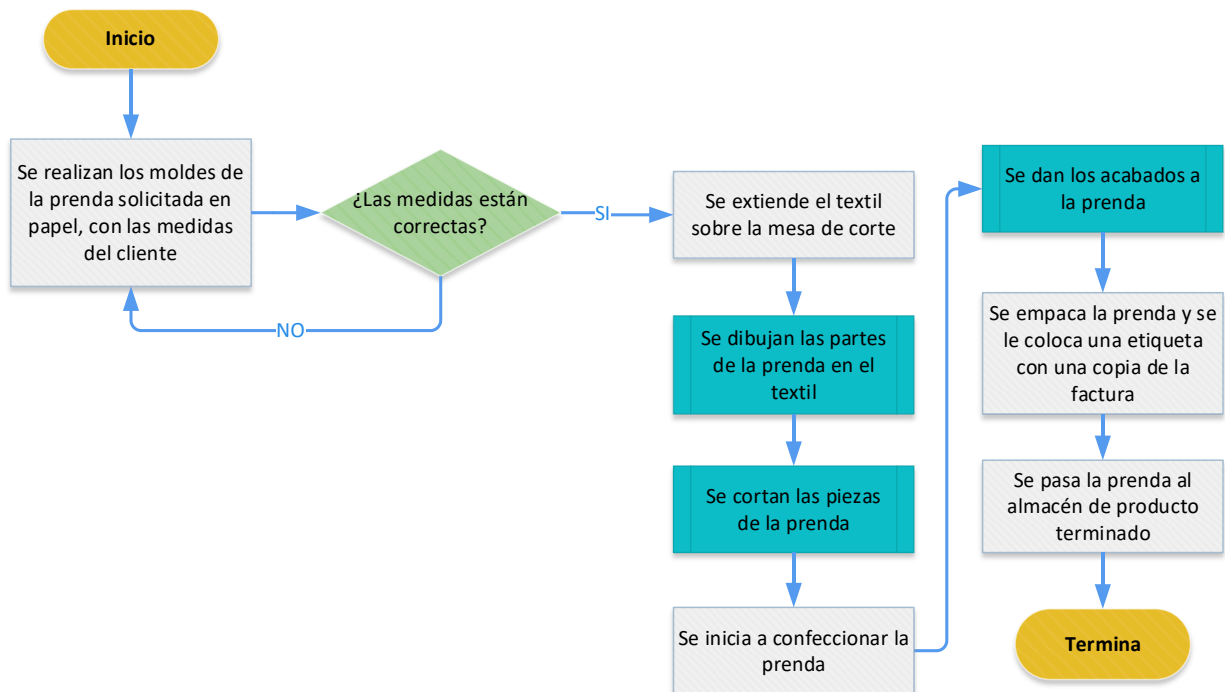 Inicio
Se realizan los moldes de
la prenda solicitada en
papel, con las medidas
del cliente
¿Las medidas están
correctas?
NO
SI
Se extiende el textil
sobre la mesa de corte
Se dibujan las partes
de la prenda en el
textil
Se cortan las piezas
de la prenda
Se inicia a confeccionar la
prenda
Se dan los acabados a
la prenda
Se empaca la prenda y se
le coloca una etiqueta
con una copia de la
factura
Se pasa la prenda al
almacén de producto
terminado
Termina